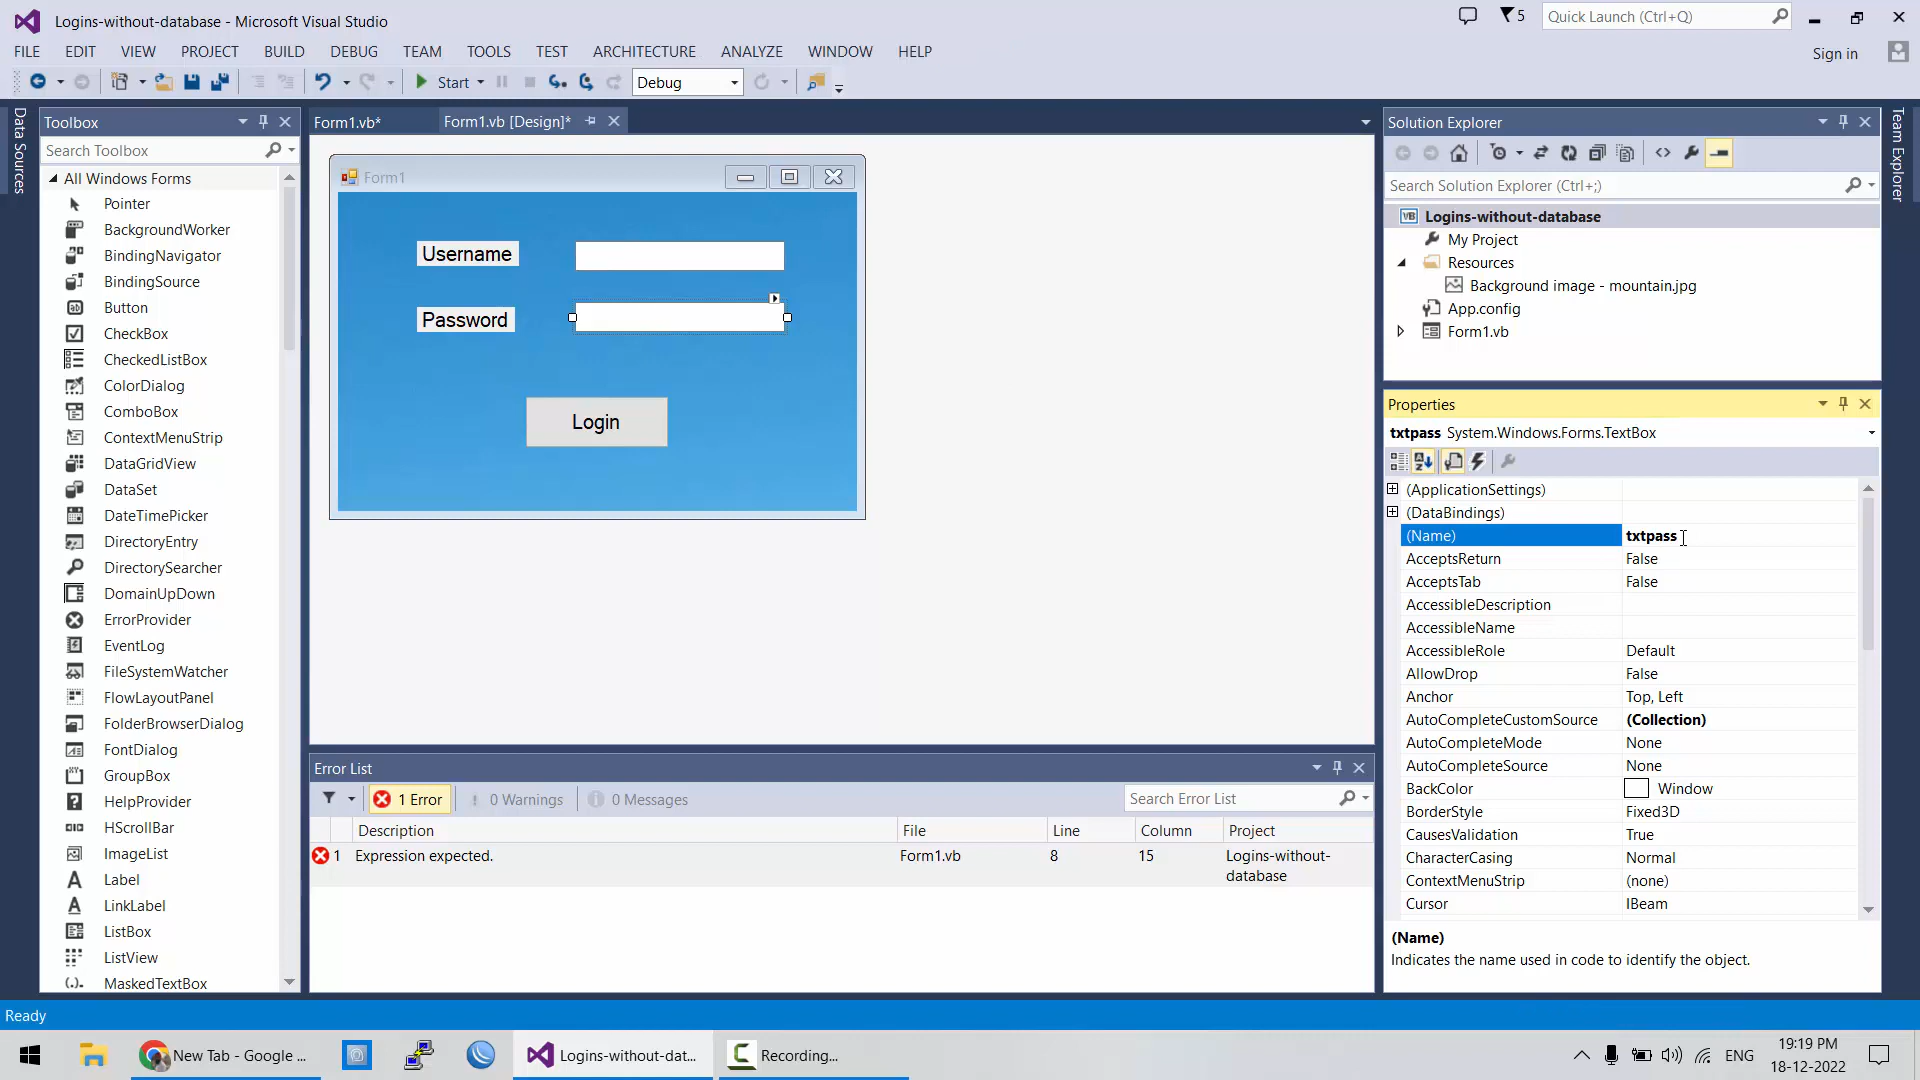 Logins-without-database - Microsoft Visual Studio
5
Quick Launch (Ctrl+Q)
FILE EDIT VIEW PROJECT BUILD DEBUG TEAM TOOLS TEST ARCHITECTURE ANALYZE WINDOW HELP
Sign in
Start
Debug
Data Sources
Toolbox
Search Toolbox
All Windows Forms
Pointer
BackgroundWorker
BindingNavigator
BindingSource
Button
CheckBox
CheckedListBox
ColorDialog
ComboBox
ContextMenuStrip
DataGridView
DataSet
DateTimePicker
DirectoryEntry
DirectorySearcher
DomainUpDown
ErrorProvider
EventLog
FileSystemWatcher
FlowLayoutPanel
FolderBrowserDialog
FontDialog
GroupBox
HelpProvider
HScrollBar
ImageList
Label
LinkLabel
ListBox
ListView
MaskedTextBox
Form1.vb*
Form1.vb [Design]*
Form1
Username
Password
Login
Error List
1 Error
0 Warnings
0 Messages
Search Error List
Description File Line Column Project
1 Expression expected. Form1.vb 8 15 Logins-without-
database
Solution Explorer
Search Solution Explorer (Ctrl+;)
Logins-without-database
My Project
Resources
Background image - mountain.jpg
App.config
Form1.vb
Team Explorer
Properties
txtpass System.Windows.Forms.TextBox
(ApplicationSettings)
(DataBindings)
(Name) txtpass
AcceptsReturn False
AcceptsTab False
AccessibleDescription
AccessibleName
AccessibleRole Default
AllowDrop False
Anchor Top, Left
AutoCompleteCustomSource (Collection)
AutoCompleteMode None
AutoCompleteSource None
BackColor Window
BorderStyle Fixed3D
CausesValidation True
CharacterCasing Normal
ContextMenuStrip (none)
Cursor IBeam
(Name)
Indicates the name used in code to identify the object.
Ready
New Tab - Google ...
Logins-without-dat...
Recording...
ENG
19:19 PM
18-12-2022